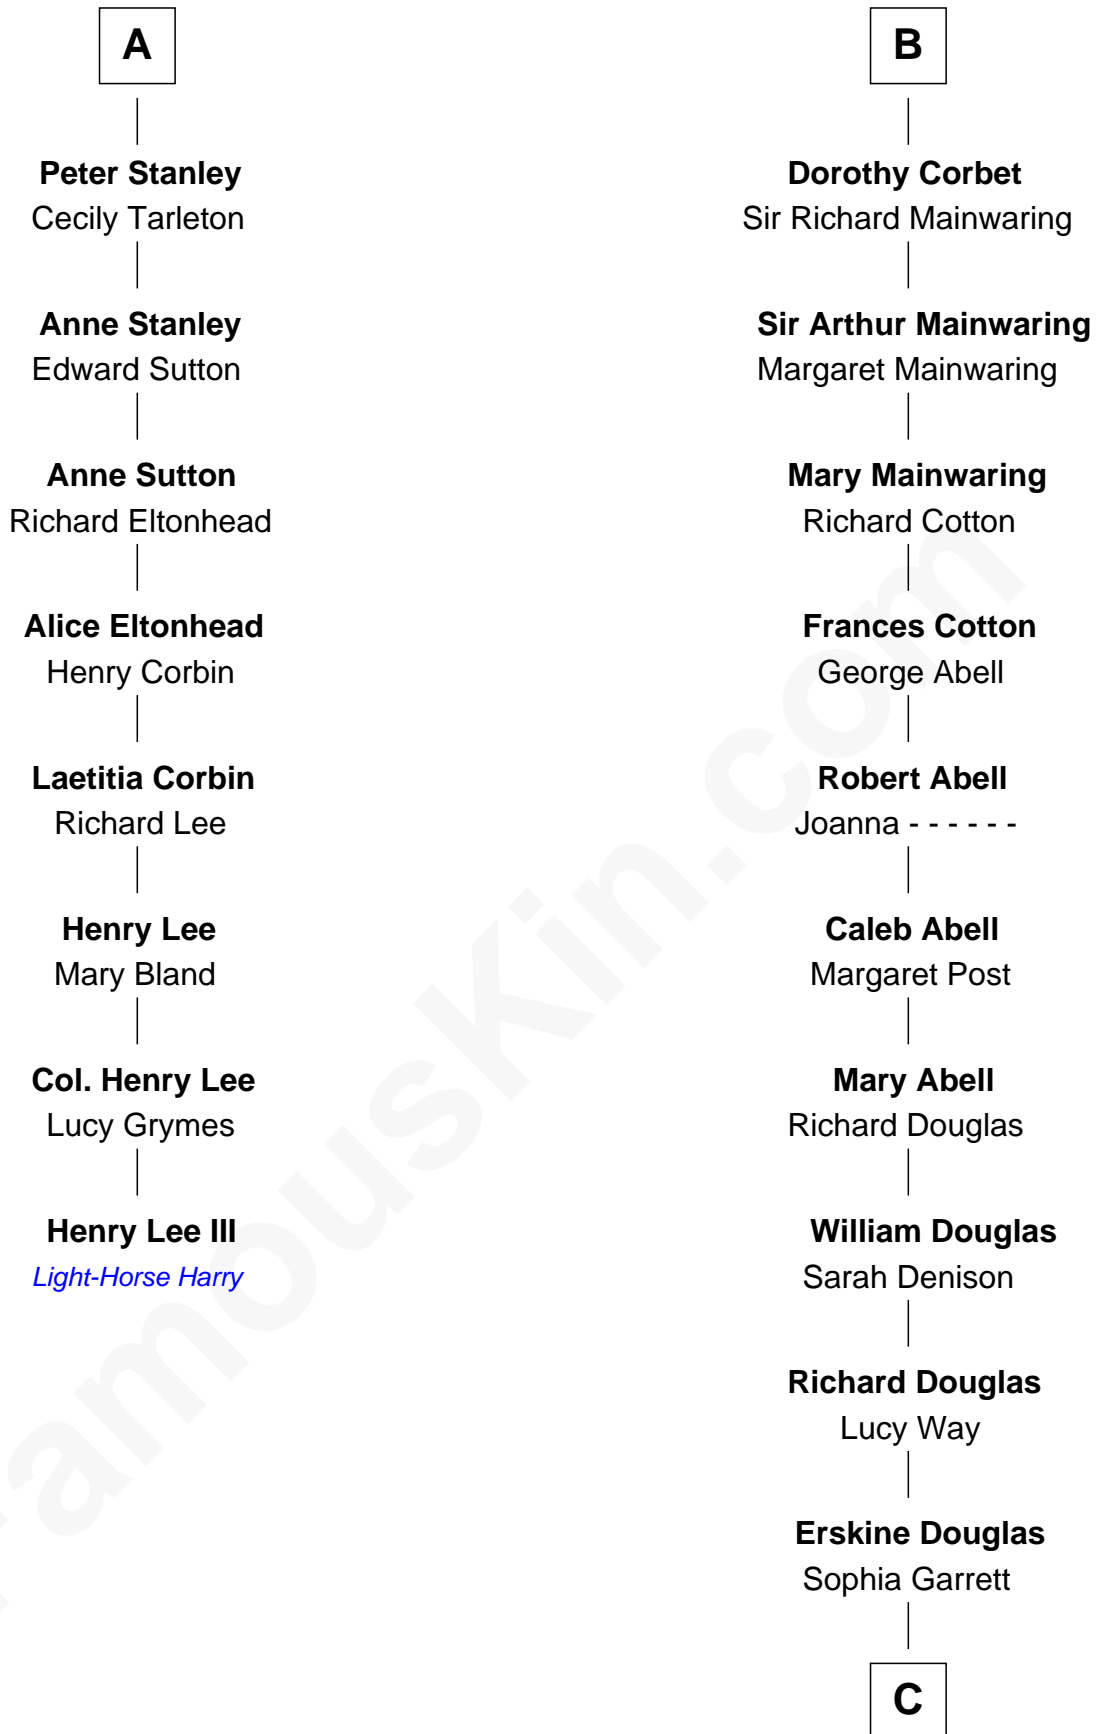 A
Peter Stanley
Cecily Tarleton
Anne Stanley
Edward Sutton
Anne Sutton
Richard Eltonhead
Alice Eltonhead
Henry Corbin
Laetitia Corbin
Richard Lee
Henry Lee
Mary Bland
Col. Henry Lee
Lucy Grymes
Henry Lee III
Light-Horse Harry
B
Dorothy Corbet
Sir Richard Mainwaring
Sir Arthur Mainwaring
Margaret Mainwaring
Mary Mainwaring
Richard Cotton
Frances Cotton
George Abell
Robert Abell
Joanna - - - - - -
Caleb Abell
Margaret Post
Mary Abell
Richard Douglas
William Douglas
Sarah Denison
Richard Douglas
Lucy Way
Erskine Douglas
Sophia Garrett
C
FamousKin.com